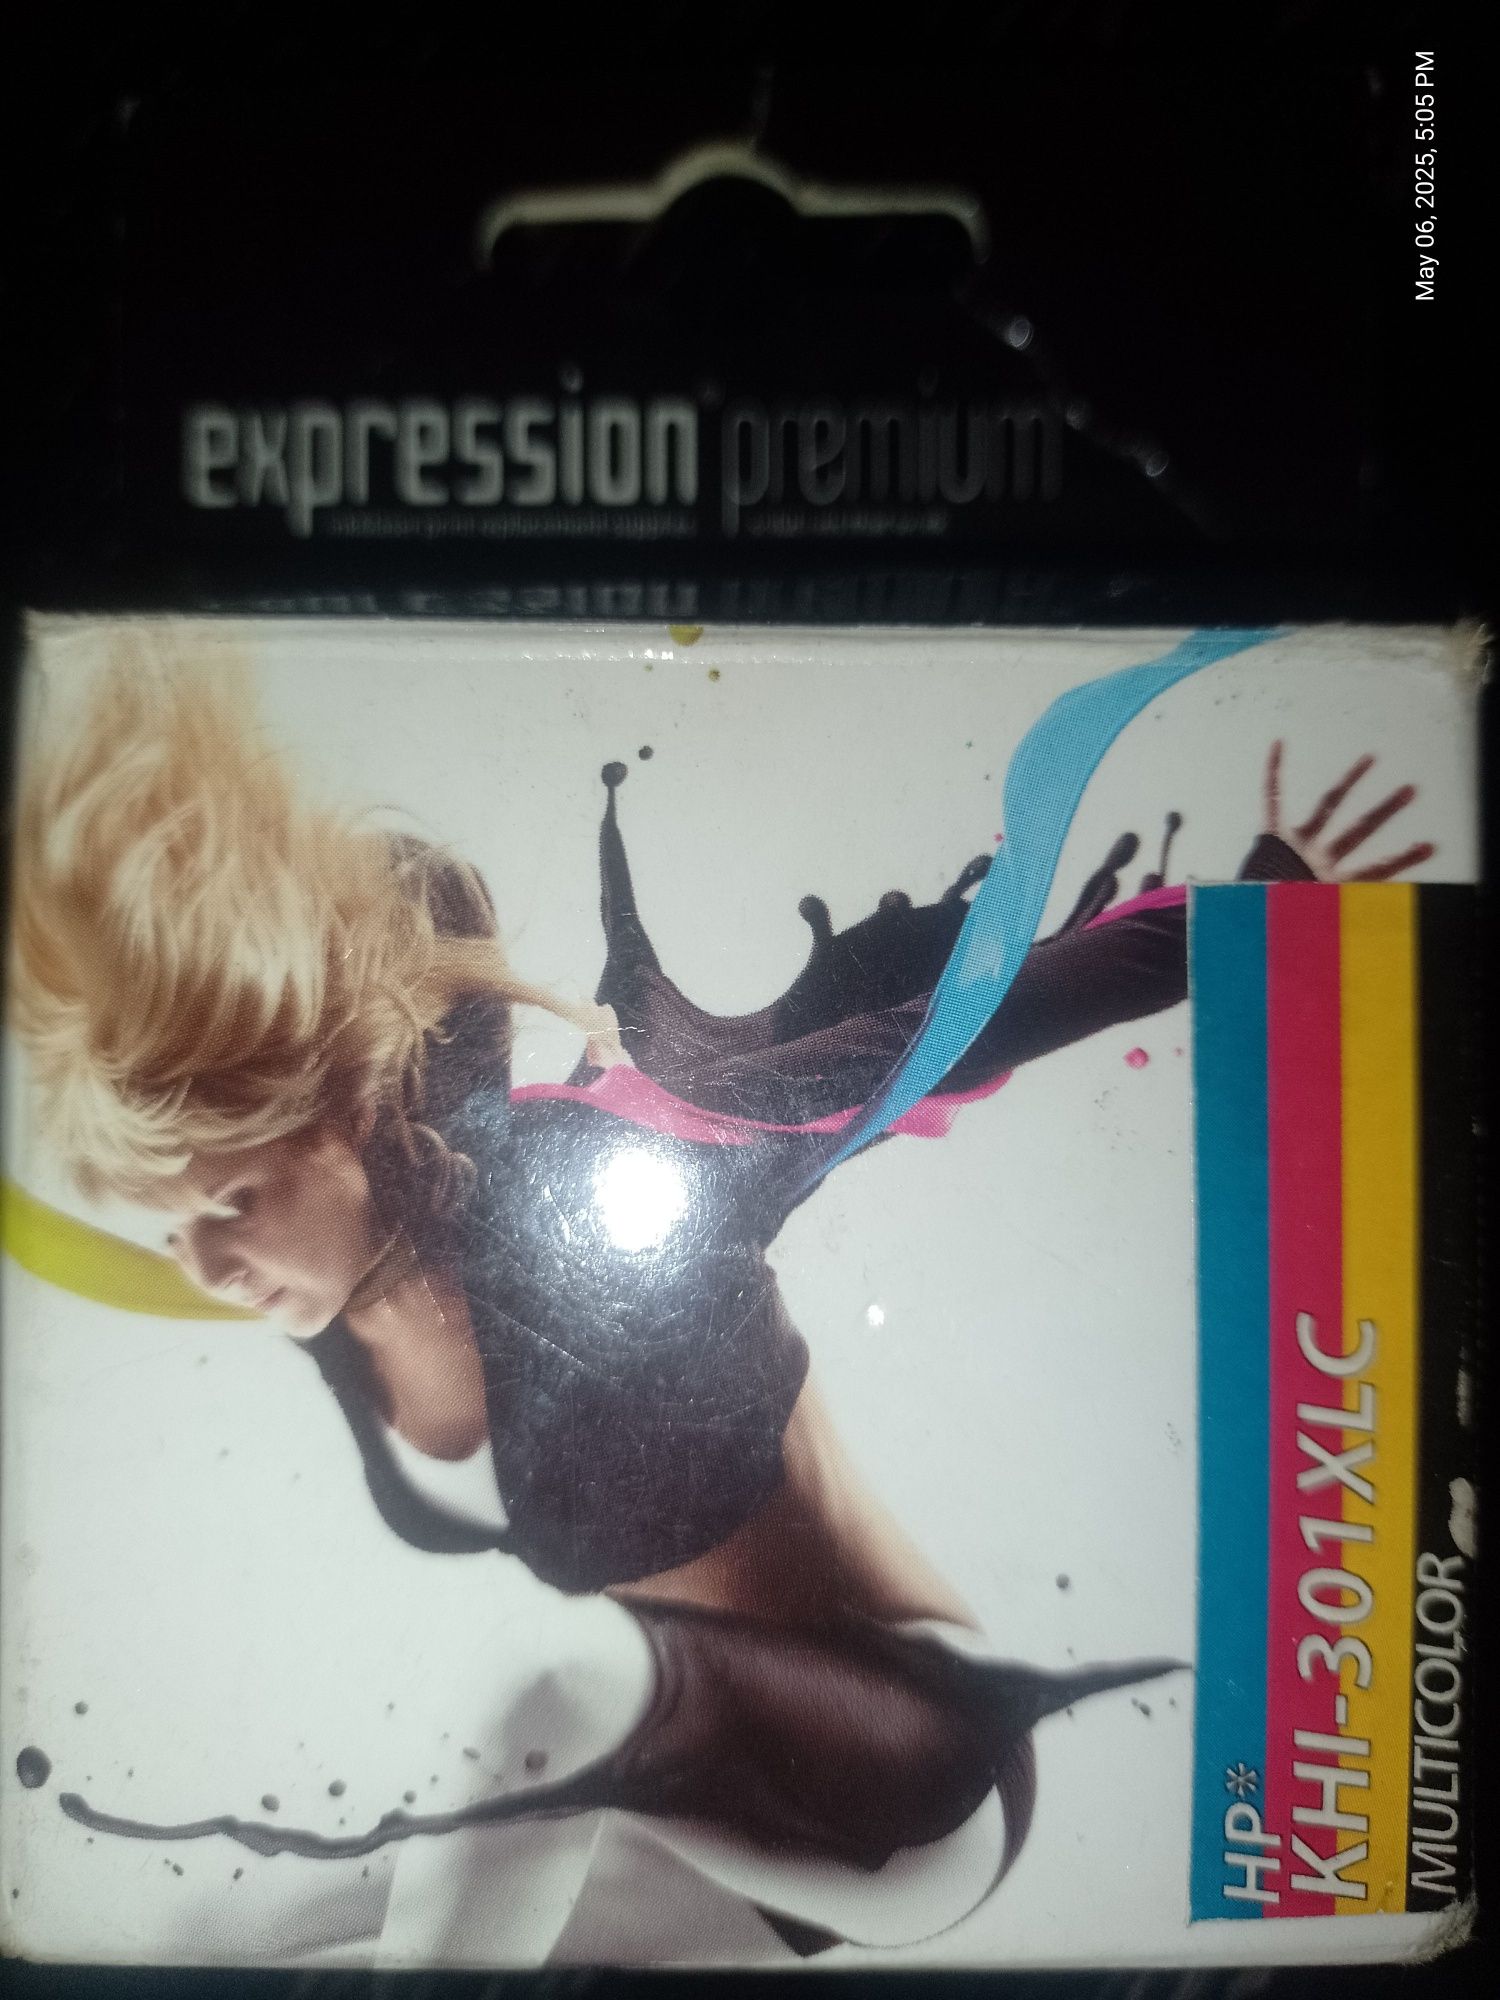 May 06, 2025, 5:05 PM
expression premium
HP*
KHI-301XLC
MULTICOLOR